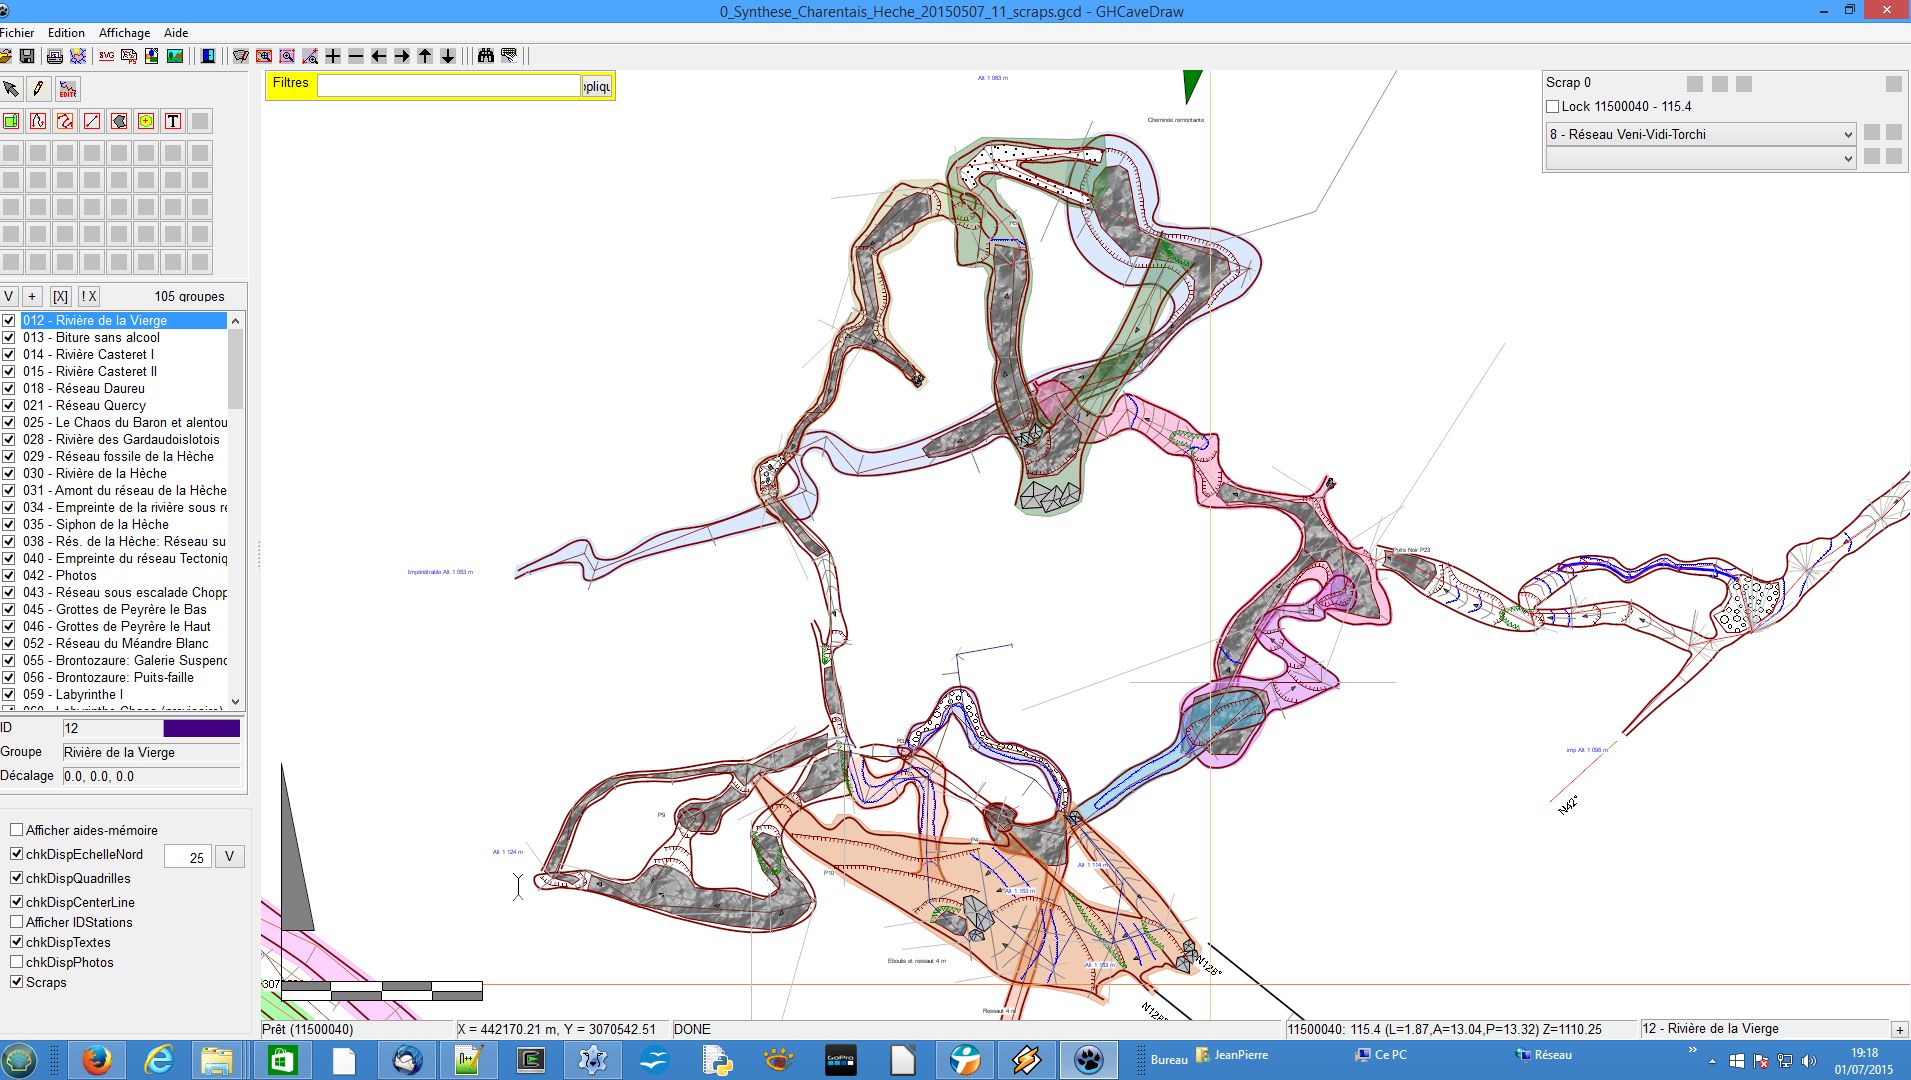 0_Synthese_Charentais_Heche_20150507_11_scraps.gcd - GHCaveDraw
Fichier Edition Affichage Aide
SVG
EDIT
T
Filtres
Scrap 0
Lock 11500040 - 115.4
8 - Réseau Veni-Vidi-Torchi
V + [X] ! X 105 groupes
012 - Rivière de la Vierge
013 - Biture sans alcool
014 - Rivière Casteret I
015 - Rivière Casteret II
018 - Réseau Daureu
021 - Réseau Quercy
025 - Le Chaos du Baron et alentou
028 - Rivière des Gardaudoislotois
029 - Réseau fossile de la Hèche
030 - Rivière de la Hèche
031 - Amont du réseau de la Hèche
034 - Empreinte de la rivière sous re
035 - Siphon de la Hèche
038 - Rés. de la Hèche: Réseau su
040 - Empreinte du réseau Tectoniq
042 - Photos
043 - Réseau sous escalade Chopp
045 - Grottes de Peyrère le Bas
046 - Grottes de Peyrère le Haut
052 - Réseau du Méandre Blanc
055 - Brontozaure: Galerie Suspend
056 - Brontozaure: Puits-faille
059 - Labyrinthe I
ID 12
Groupe Rivière de la Vierge
Décalage 0.0, 0.0, 0.0
Afficher aides-mémoire
chkDispEchelleNord 25 V
chkDispQuadrilles
chkDispCenterLine
Afficher IDStations
chkDispTextes
chkDispPhotos
Scraps
Alt 1 063 m
Cheminée remontante
Impénétrable Alt 1 053 m
Puits Noir P23
imp Alt 1 095 m
N42°
P9
Alt 1 124 m
P10
P4
Alt 1 114 m
Alt 1 153 m
Eboulis et ressaut 4 m
Alt 1 163 m
N128°
N128°
Ressaut 4 m
Prêt (11500040) X = 442170.21 m, Y = 3070542.51 DONE 11500040: 115.4 (L=1.87,A=13.04,P=13.32) Z=1110.25 12 - Rivière de la Vierge +
GoPro
Bureau JeanPierre Ce PC Réseau »
19:18
01/07/2015